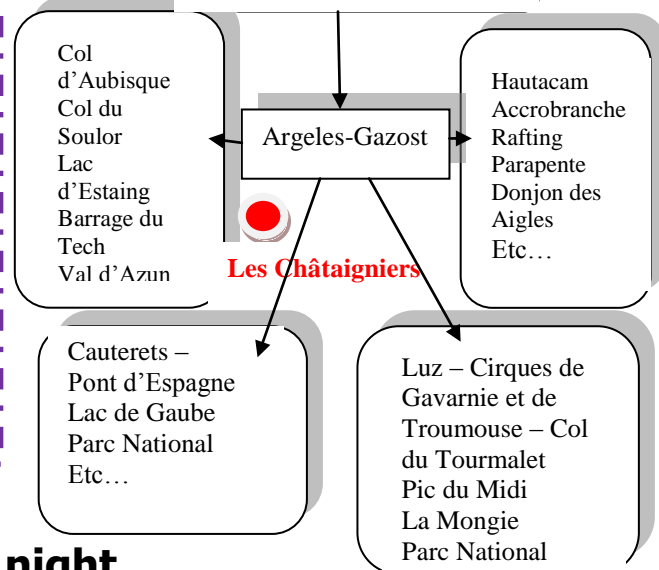 Col
d’Aubisque
Col du
Soulor
Lac
d’Estaing
Barrage du
Tech
Val d’Azun
Argeles-Gazost
Hautacam
Accrobranche
Rafting
Parapente
Donjon des
Aigles
Etc…
Les Châtaigniers
Cauterets –
Pont d’Espagne
Lac de Gaube
Parc National
Etc…
Luz – Cirques de
Gavarnie et de
Troumouse – Col
du Tourmalet
Pic du Midi
La Mongie
Parc National
night